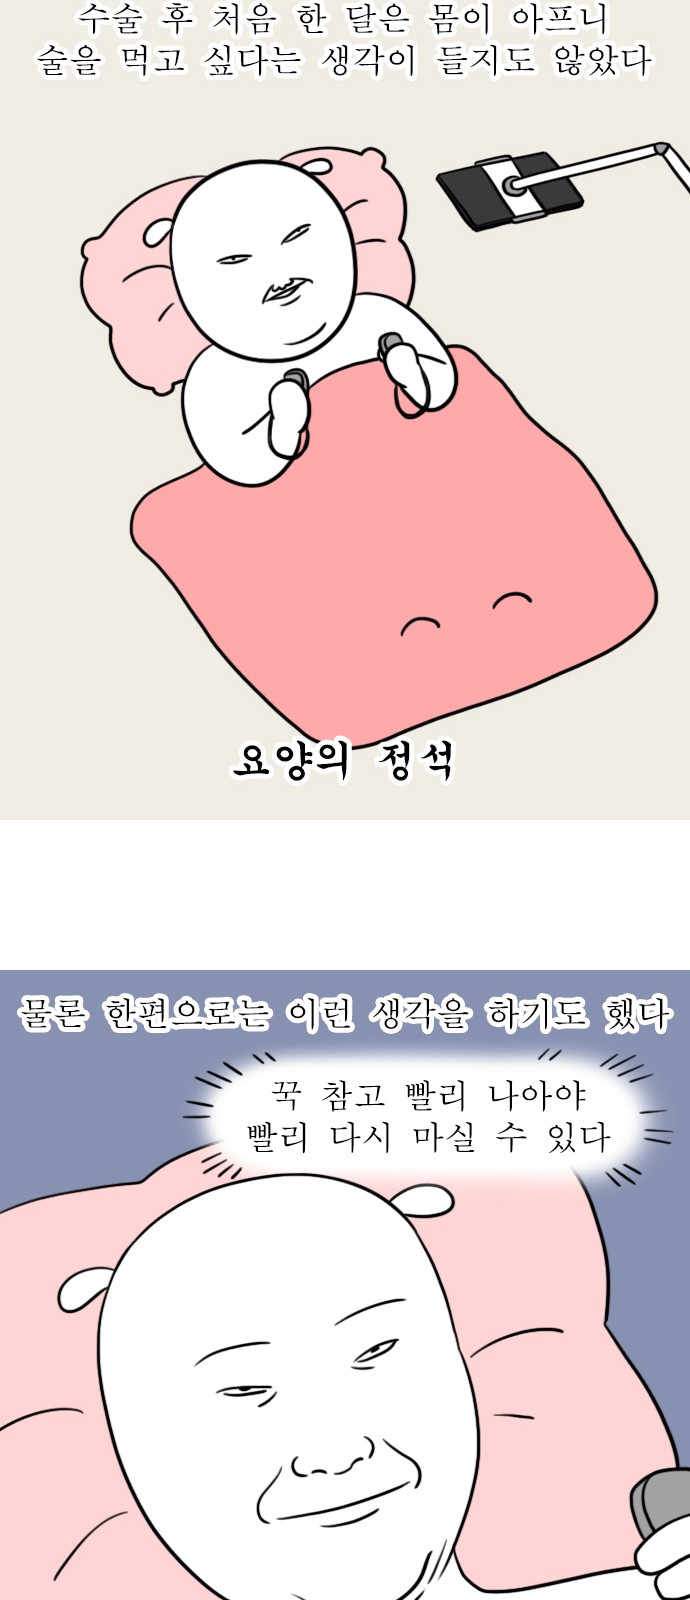 수술 후 처음 한 달은 몸이 아프니
술을 먹고 싶다는 생각이 들지도 않았다
요양의 정석
물론 한편으로는 이런 생각을 하기도 했다
꾹 참고 빨리 나아야
빨리 다시 마실 수 있다